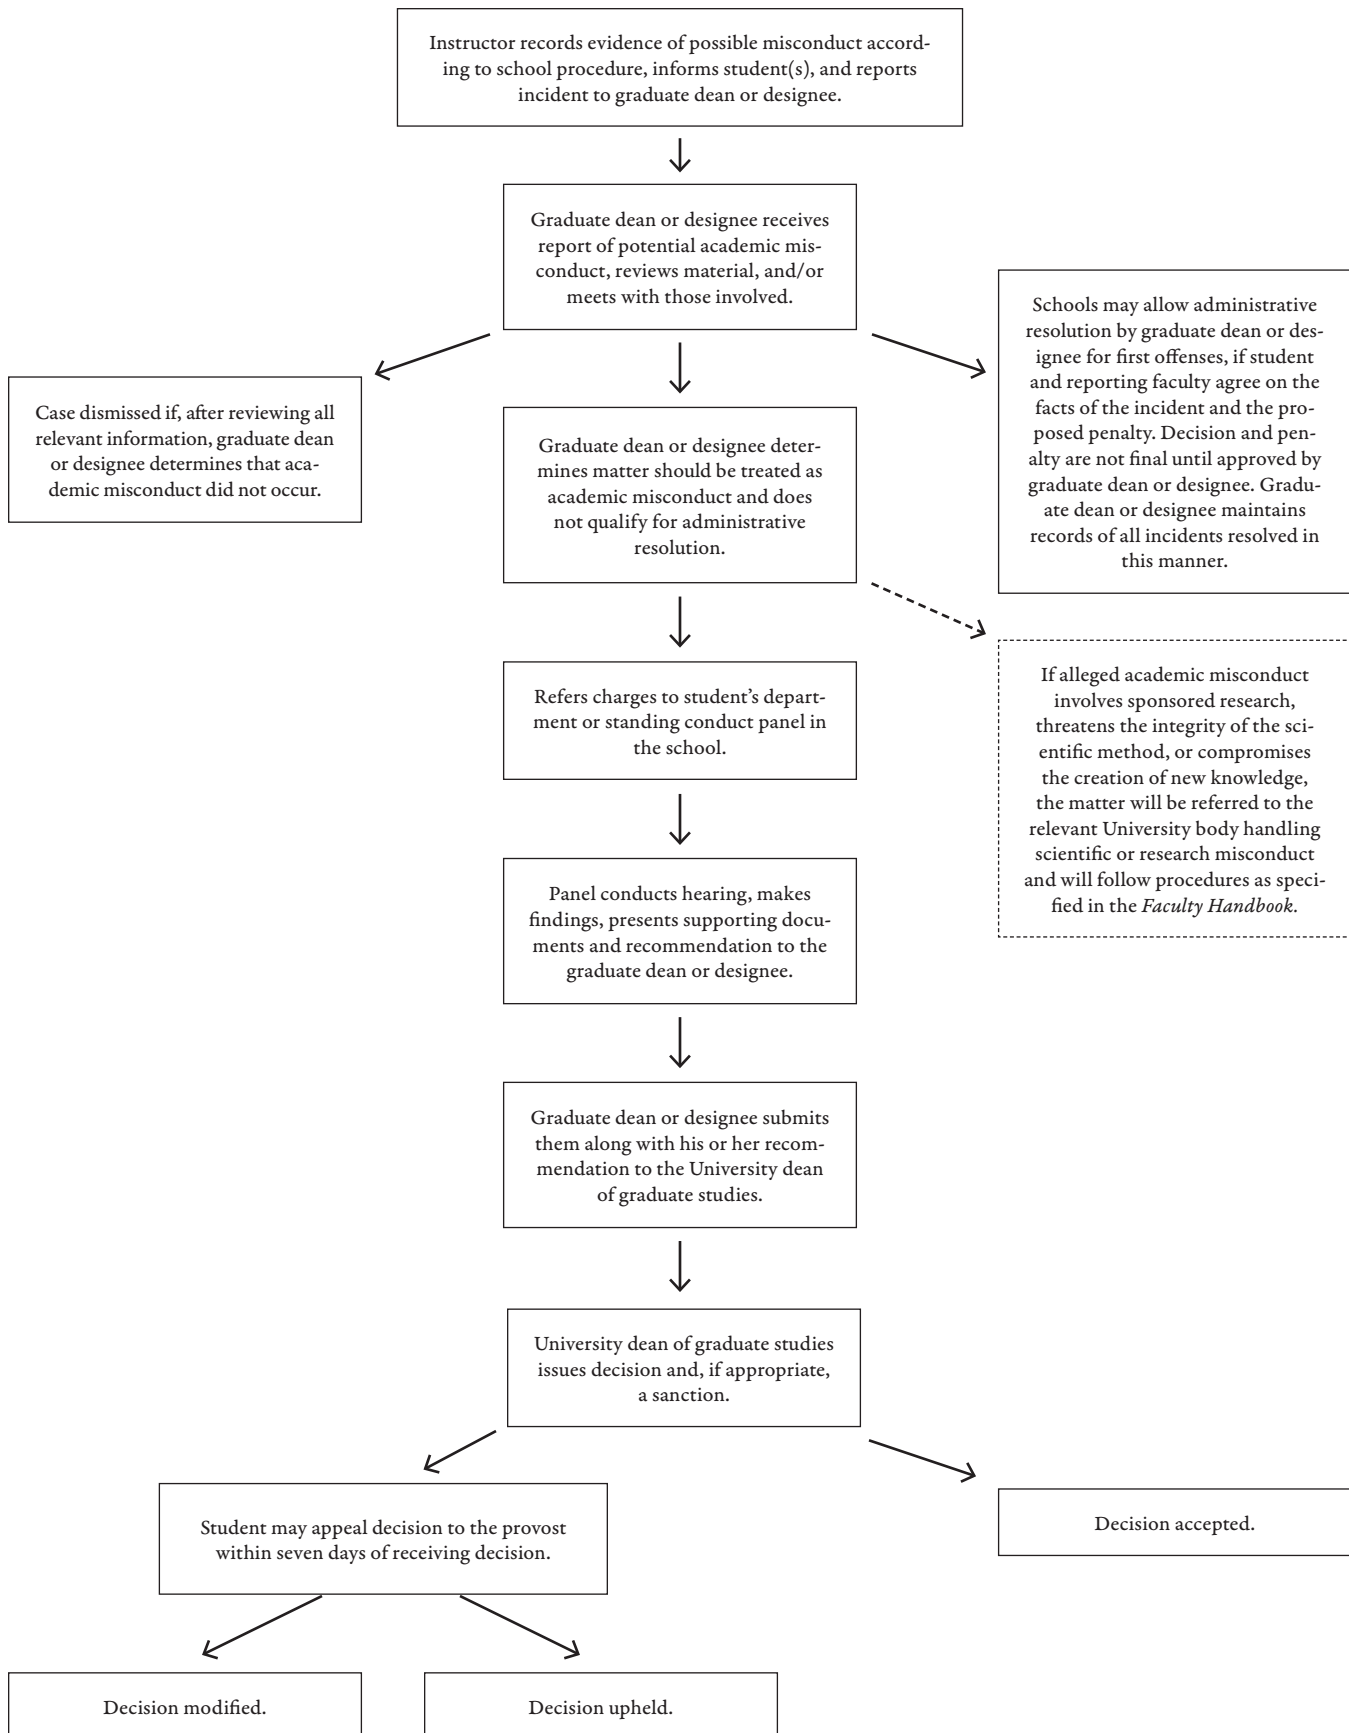 Instructor records evidence of possible misconduct accord-
ing to school procedure, informs student(s), and reports
incident to graduate dean or designee.
Graduate dean or designee receives
report of potential academic mis-
conduct, reviews material, and/or
meets with those involved.
Case dismissed if, after reviewing all
relevant information, graduate dean
or designee determines that aca-
demic misconduct did not occur.
Graduate dean or designee deter-
mines matter should be treated as
academic misconduct and does
not qualify for administrative
resolution.
Schools may allow administrative
resolution by graduate dean or des-
ignee for first offenses, if student
and reporting faculty agree on the
facts of the incident and the pro-
posed penalty. Decision and pen-
alty are not final until approved by
graduate dean or designee. Gradu-
ate dean or designee maintains
records of all incidents resolved in
this manner.
If alleged academic misconduct
involves sponsored research,
threatens the integrity of the sci-
entific method, or compromises
the creation of new knowledge,
the matter will be referred to the
relevant University body handling
scientific or research misconduct
and will follow procedures as speci-
fied in the Faculty Handbook.
Refers charges to student’s depart-
ment or standing conduct panel in
the school.
Panel conducts hearing, makes
findings, presents supporting docu-
ments and recommendation to the
graduate dean or designee.
Graduate dean or designee submits
them along with his or her recom-
mendation to the University dean
of graduate studies.
University dean of graduate studies
issues decision and, if appropriate,
a sanction.
Student may appeal decision to the provost
within seven days of receiving decision.
Decision accepted.
Decision modified.
Decision upheld.